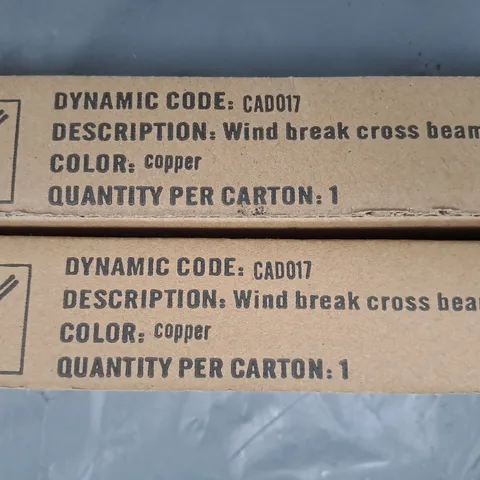 DYNAMIC CODE: CAD017
DESCRIPTION: Wind break cross beam
COLOR: copper
QUANTITY PER CARTON: 1
DYNAMIC CODE: CAD017
DESCRIPTION: Wind break cross bea
COLOR: copper
QUANTITY PER CARTON: 1